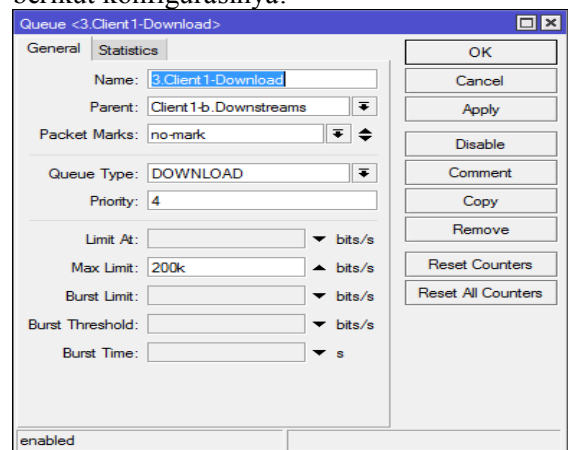 berikut konfigurasinya:
Queue <3.Client1-Download>
General Statistics
Name: 3.Client1-Download
Parent: Client1-b.Downstreams
Packet Marks: no-mark
Queue Type: DOWNLOAD
Priority: 4
Limit At: bits/s
Max Limit: 200k bits/s
Burst Limit: bits/s
Burst Threshold: bits/s
Burst Time: s
OK
Cancel
Apply
Disable
Comment
Copy
Remove
Reset Counters
Reset All Counters
enabled